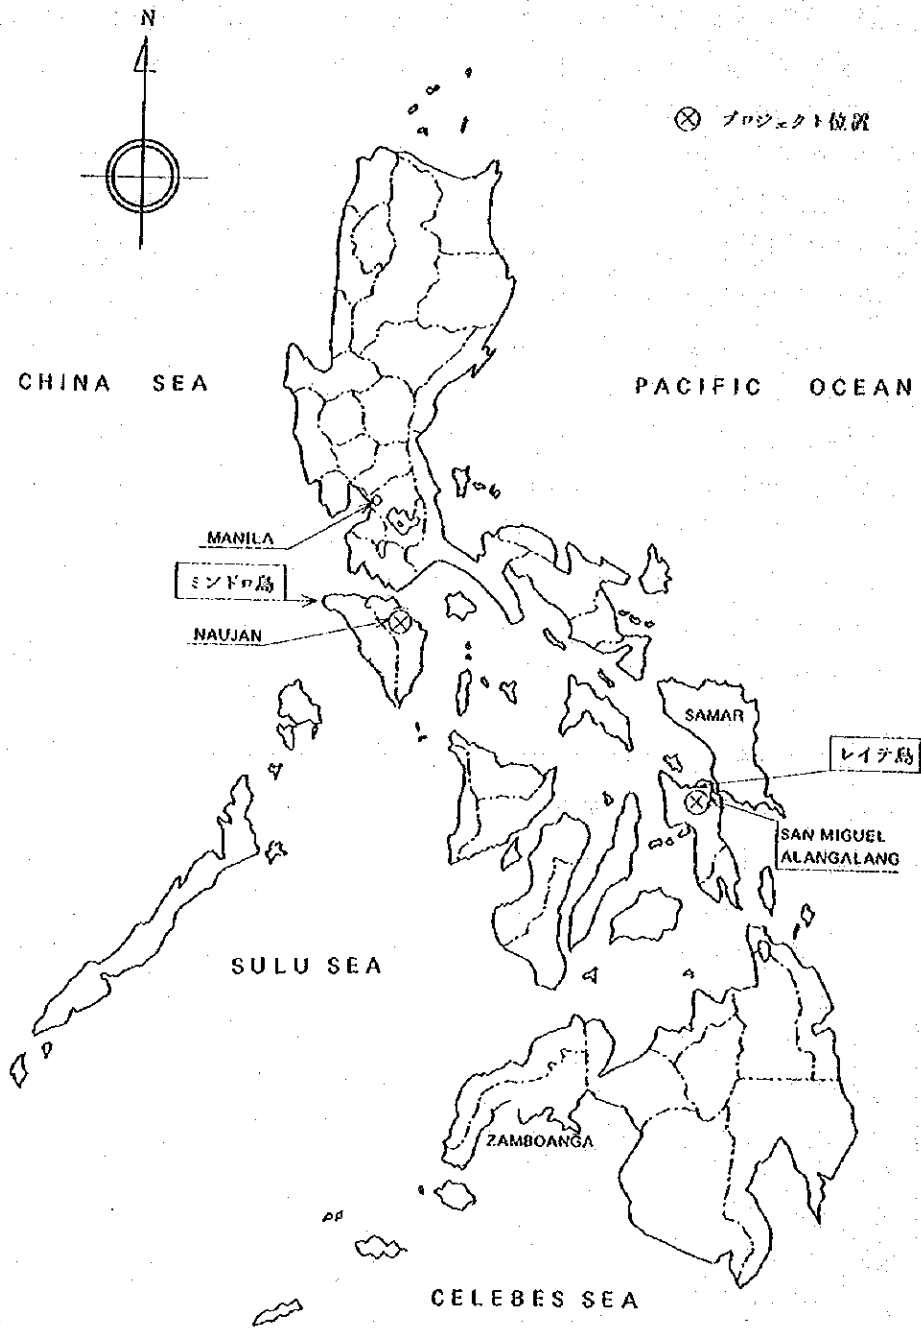 N
プロジェクト位置
CHINA SEA
PACIFIC OCEAN
MANILA
ミンドロ島
NAUJAN
SAMAR
レイテ島
SAN MIGUEL
ALANGALANG
SULU SEA
ZAMBOANGA
CELEBES SEA